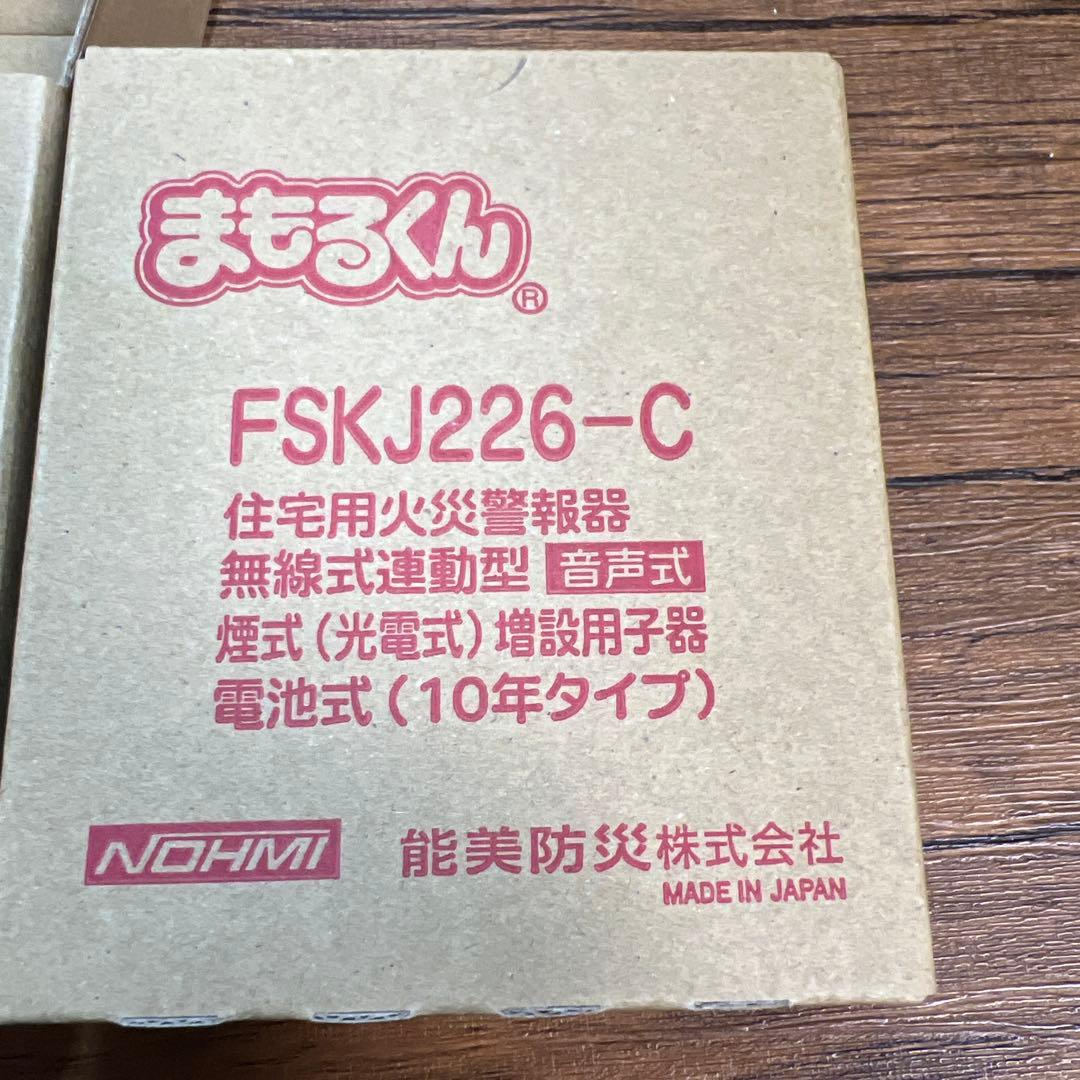 まもるくん®
FSKJ226-C
住宅用火災警報器
無線式連動型 音声式
煙式(光電式)増設用子器
電池式(10年タイプ)
NOHMI 能美防災株式会社
MADE IN JAPAN